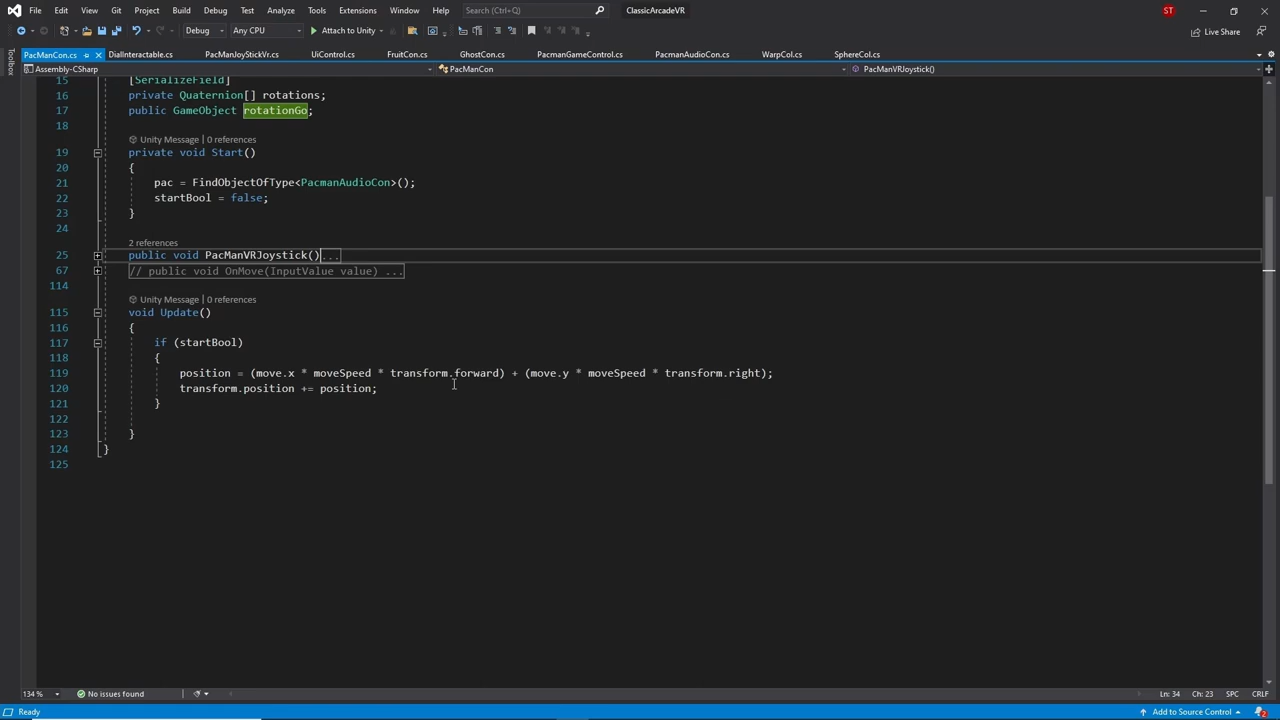 File Edit View Git Project Build Debug Test Analyze Tools Extensions Window Help Search (Ctrl+Q) ClassicArcadeVR ST
Debug Any CPU Attach to Unity Live Share
PacManCon.cs DialInteractable.cs PacManJoyStickVr.cs UiControl.cs FruitCon.cs GhostCon.cs PacmanGameControl.cs PacmanAudioCon.cs WarpCol.cs SphereCol.cs
Toolbox
Assembly-CSharp PacManCon PacManVRJoystick()
15 [SerializeField]
16 private Quaternion[] rotations;
17 public GameObject rotationGo;
18
Unity Message | 0 references
19 private void Start()
20 {
21 pac = FindObjectOfType<PacmanAudioCon>();
22 startBool = false;
23 }
24
2 references
25 public void PacManVRJoystick()...
67 // public void OnMove(InputValue value) ...
114
Unity Message | 0 references
115 void Update()
116 {
117 if (startBool)
118 {
119 position = (move.x * moveSpeed * transform.forward) + (move.y * moveSpeed * transform.right);
120 transform.position += position;
121 }
122
123 }
124 }
125
134 % No issues found Ln: 34 Ch: 23 SPC CRLF
Ready Add to Source Control 2